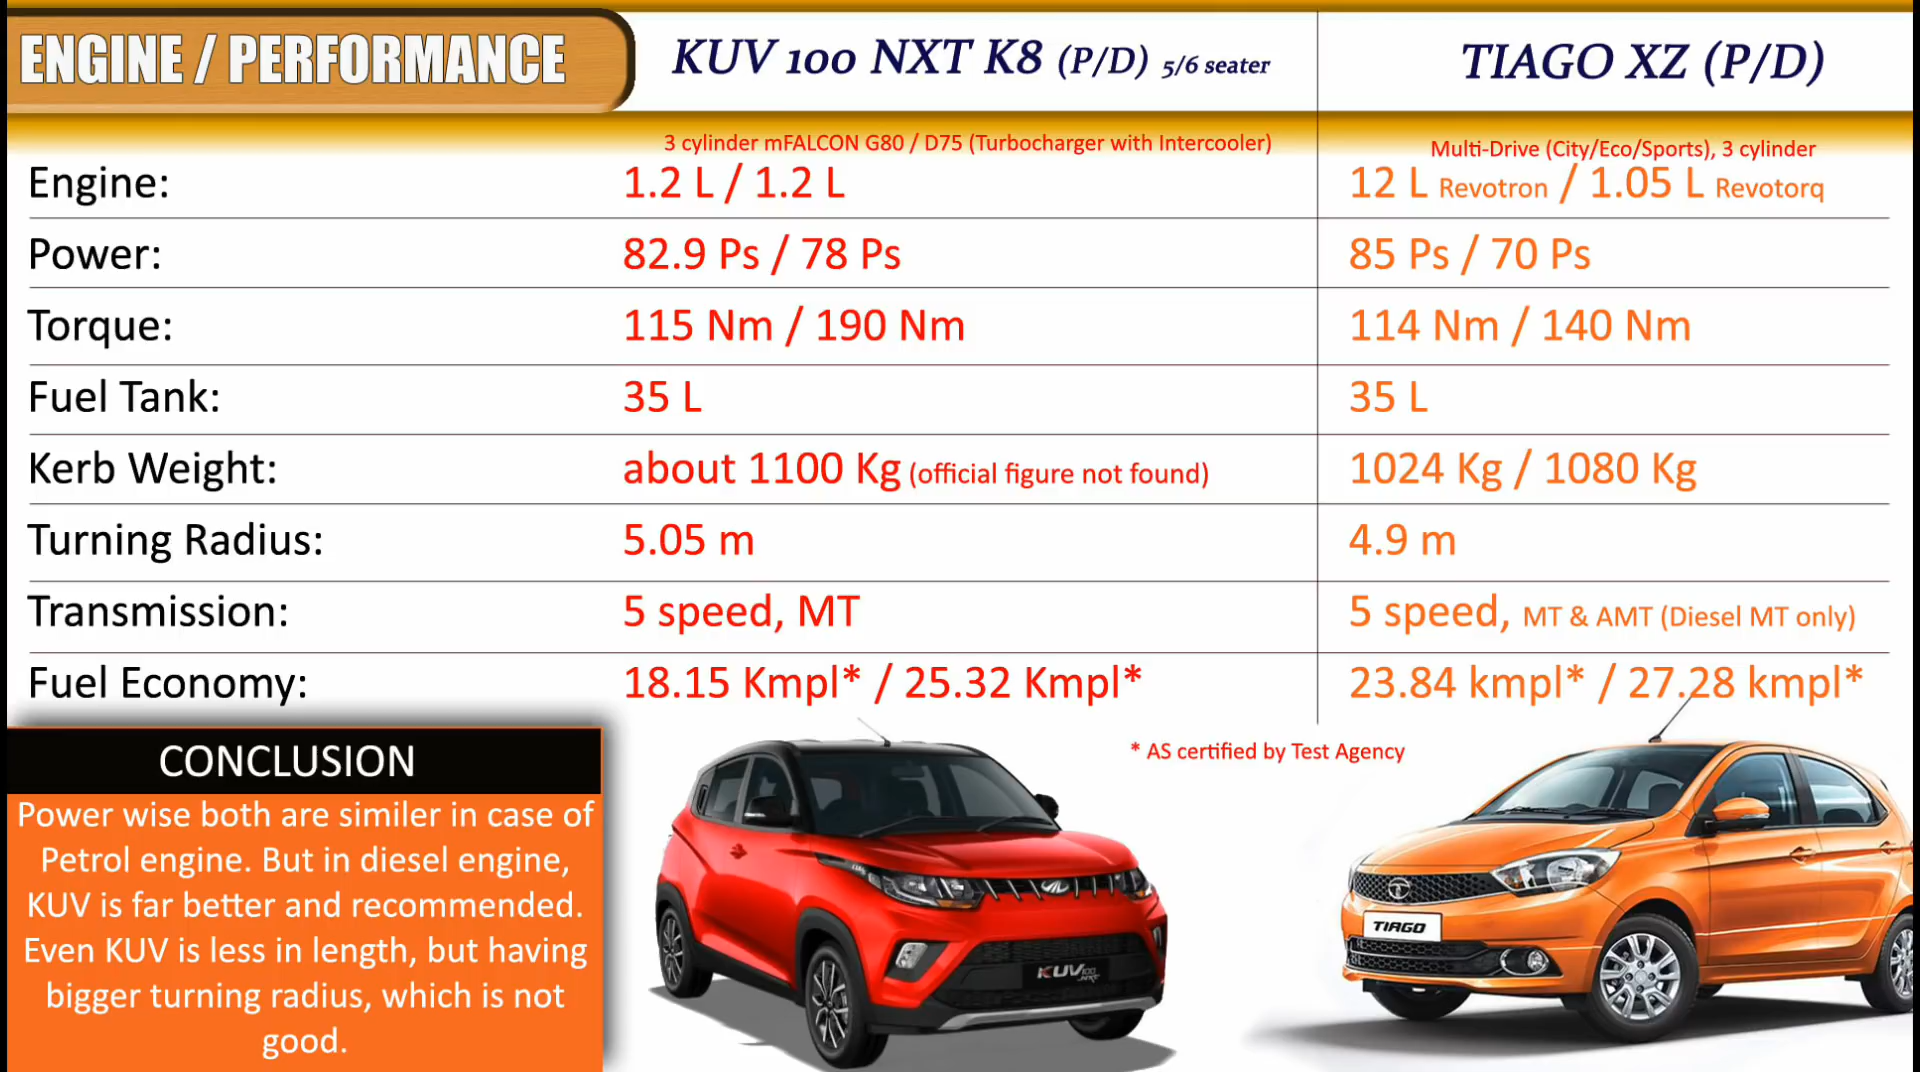 ENGINE / PERFORMANCE
KUV 100 NXT K8 (P/D) 5/6 seater
TIAGO XZ (P/D)
3 cylinder mFALCON G80 / D75 (Turbocharger with Intercooler)
Multi-Drive (City/Eco/Sports), 3 cylinder
Engine:
1.2 L / 1.2 L
12 L Revotron / 1.05 L Revotorq
Power:
82.9 Ps / 78 Ps
85 Ps / 70 Ps
Torque:
115 Nm / 190 Nm
114 Nm / 140 Nm
Fuel Tank:
35 L
35 L
Kerb Weight:
about 1100 Kg (official figure not found)
1024 Kg / 1080 Kg
Turning Radius:
5.05 m
4.9 m
Transmission:
5 speed, MT
5 speed, MT & AMT (Diesel MT only)
Fuel Economy:
18.15 Kmpl* / 25.32 Kmpl*
23.84 kmpl* / 27.28 kmpl*
* AS certified by Test Agency
CONCLUSION
Power wise both are similer in case of
Petrol engine. But in diesel engine,
KUV is far better and recommended.
Even KUV is less in length, but having
bigger turning radius, which is not
good.
KUV100
NXT
TIAGO